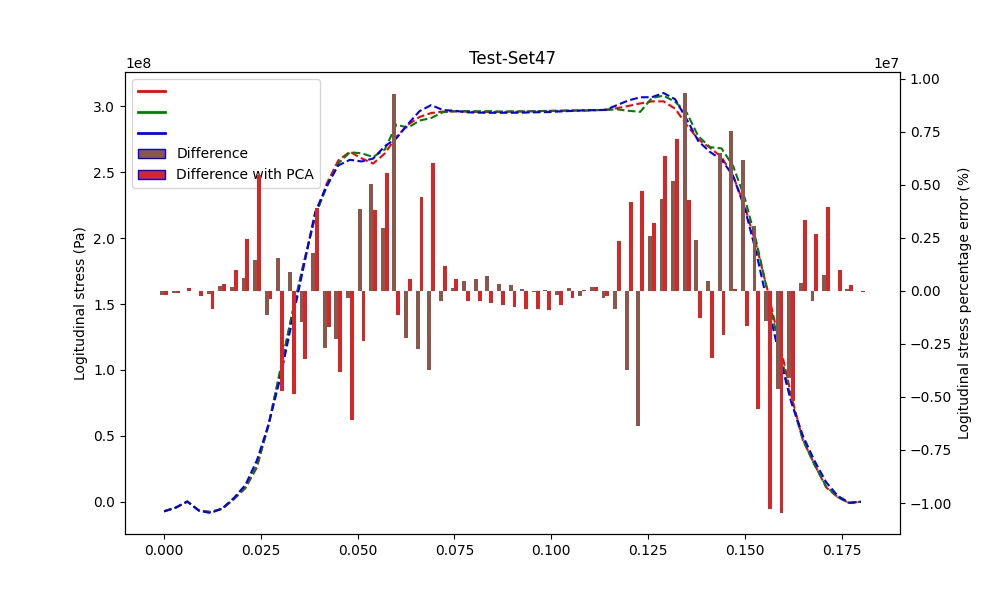 Test-Set47
1e8
1e7
Difference
Difference with PCA
3.0
2.5
2.0
1.5
1.0
0.5
0.0
Logitudinal stress (Pa)
1.00
0.75
0.50
0.25
0.00
−0.25
−0.50
−0.75
−1.00
Logitudinal stress percentage error (%)
0.000 0.025 0.050 0.075 0.100 0.125 0.150 0.175